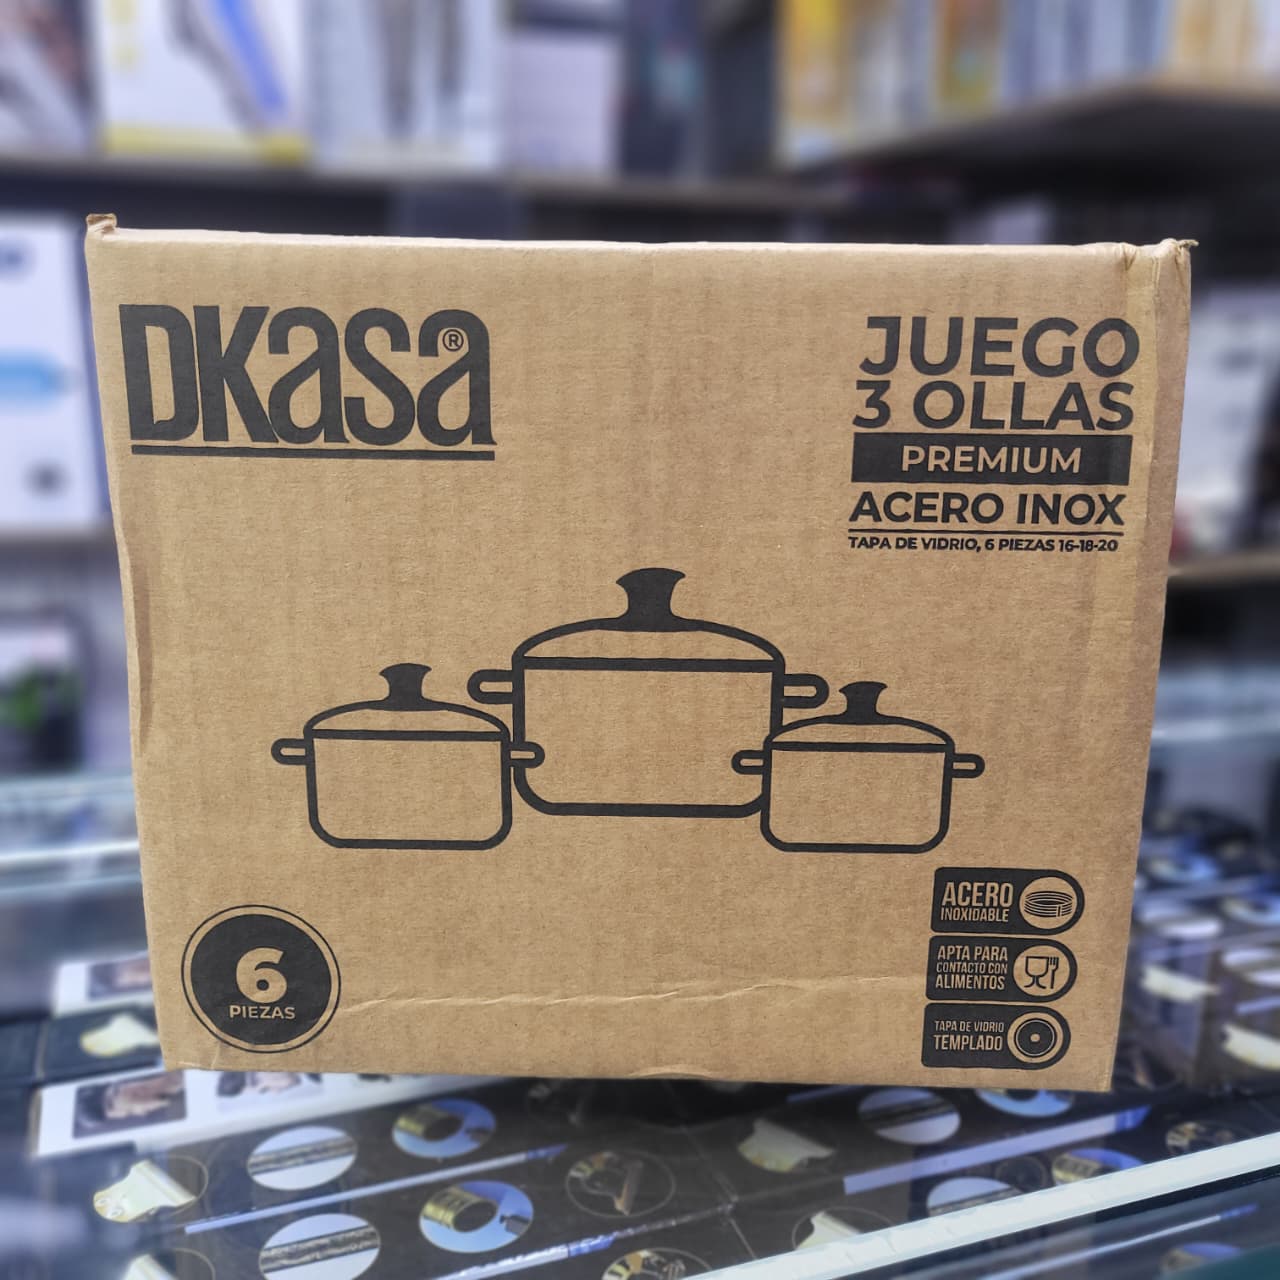 DKasa®
JUEGO
3 OLLAS
PREMIUM
ACERO INOX
TAPA DE VIDRIO, 6 PIEZAS 16-18-20
6
PIEZAS
ACERO
INOXIDABLE
APTA PARA
CONTACTO CON
ALIMENTOS
TAPA DE VIDRIO
TEMPLADO